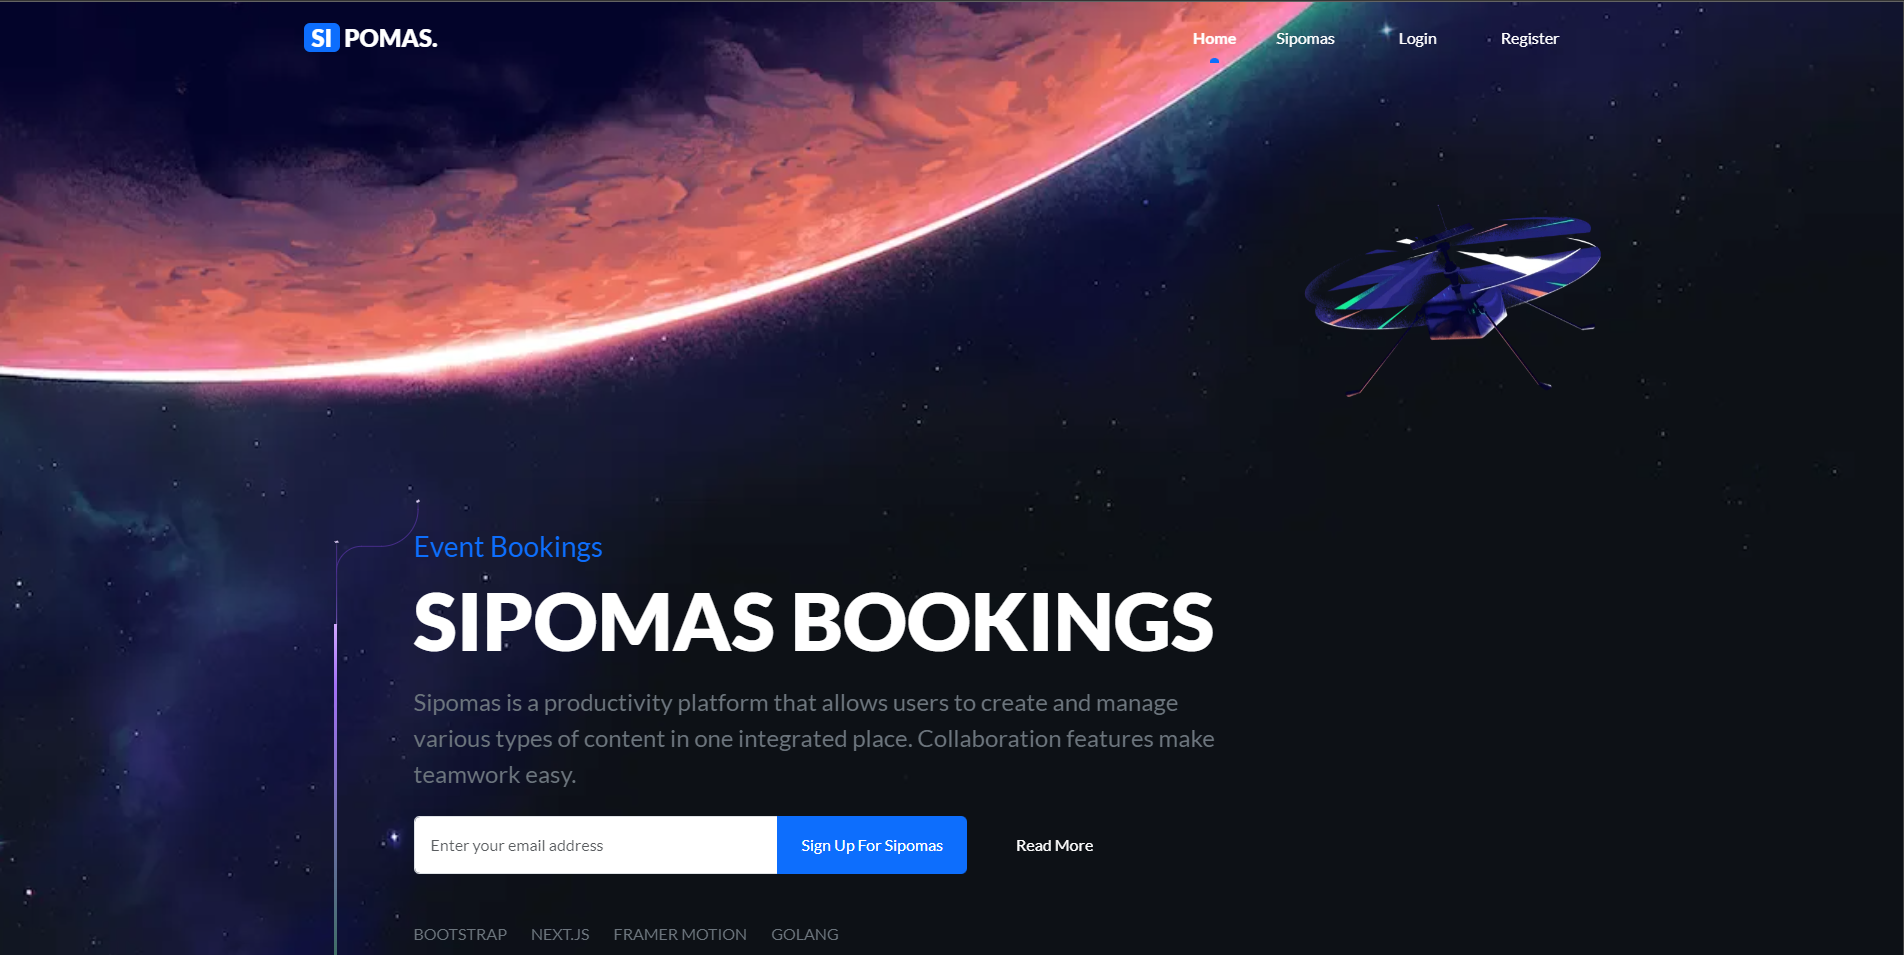 SI POMAS.
Home Sipomas Login Register
Event Bookings
SIPOMAS BOOKINGS
Sipomas is a productivity platform that allows users to create and manage
various types of content in one integrated place. Collaboration features make
teamwork easy.
Enter your email address Sign Up For Sipomas Read More
BOOTSTRAP NEXT.JS FRAMER MOTION GOLANG